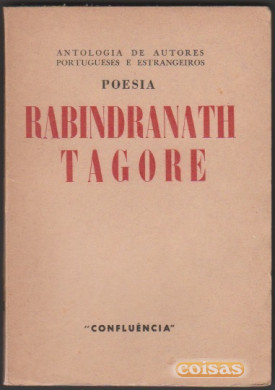 ANTOLOGIA DE AUTORES
PORTUGUESES E ESTRANGEIROS
POESIA
RABINDRANATH
TAGORE
"CONFLUÊNCIA"
coisas